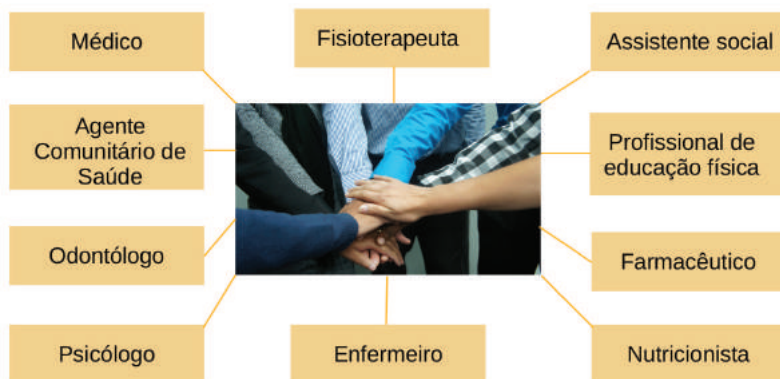 Médico
Fisioterapeuta
Assistente social
Agente
Comunitário de
Saúde
Profissional de
educação física
Odontólogo
Farmacêutico
Psicólogo
Enfermeiro
Nutricionista